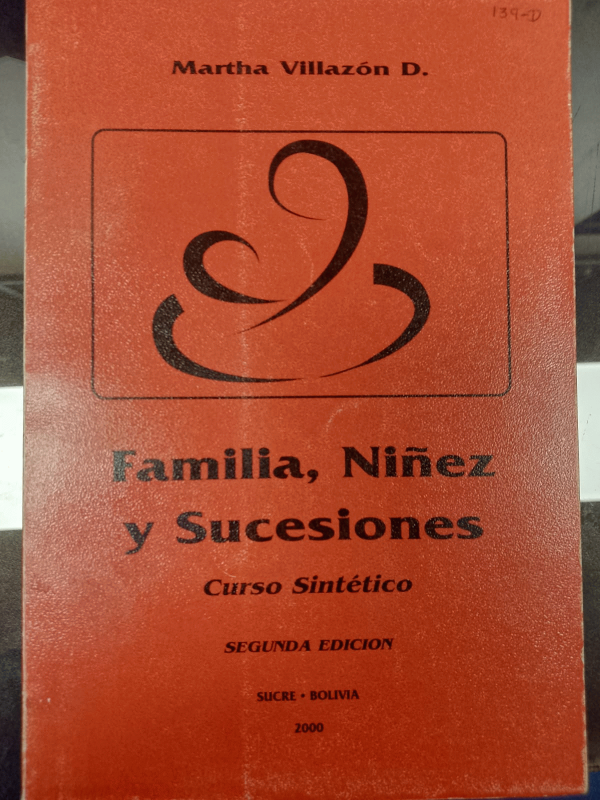 139-D
Martha Villazón D.
Familia, Niñez
y Sucesiones
Curso Sintético
SEGUNDA EDICION
SUCRE • BOLIVIA
2000